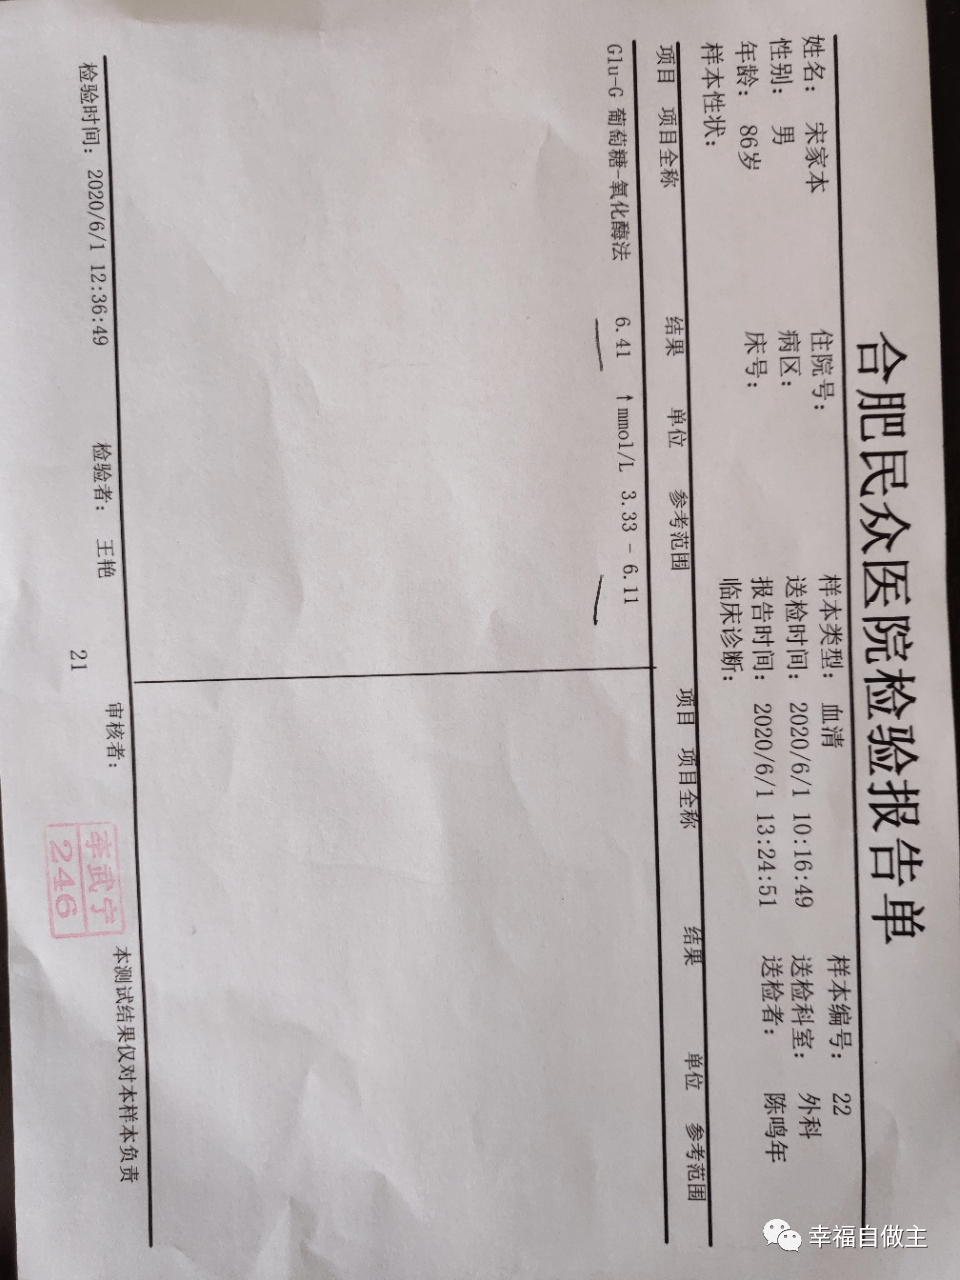 合肥民众医院检验报告单
姓名： 宋家本 住院号： 样本类型： 血清 样本编号： 22
性别： 男 病区： 送检时间： 2020/6/1 10:16:49 送检科室： 外科
年龄： 86岁 床号： 报告时间： 2020/6/1 13:24:51 送检者： 陈鸣年
样本性状： 临床诊断：
项目 项目全称 结果 单位 参考范围 项目 项目全称 结果 单位 参考范围
Glu-G 葡萄糖-氧化酶法 6.41 ↑mmol/L 3.33 - 6.11
检验时间： 2020/6/1 12:36:49 检验者： 王艳 审核者： 本测试结果仅对本样本负责
21
李武宁
246
幸福自做主